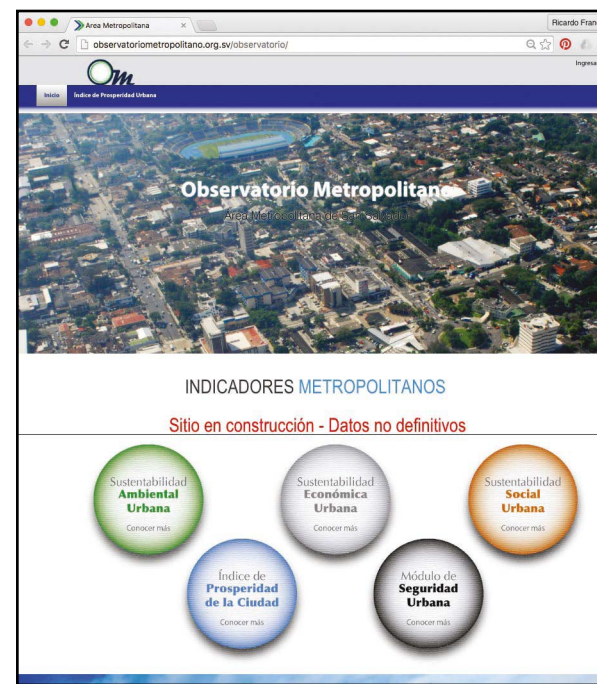 Area Metropolitana
Ricardo Fran
observatoriometropolitano.org.sv/observatorio/
Om
Ingresa
Inicio
Índice de Prosperidad Urbana
Observatorio Metropolitano
Área Metropolitana de San Salvador
INDICADORES METROPOLITANOS
Sitio en construcción - Datos no definitivos
Sustentabilidad
Ambiental
Urbana
Conocer más
Sustentabilidad
Económica
Urbana
Conocer más
Sustentabilidad
Social
Urbana
Conocer más
Índice de
Prosperidad
de la Ciudad
Conocer más
Módulo de
Seguridad
Urbana
Conocer más